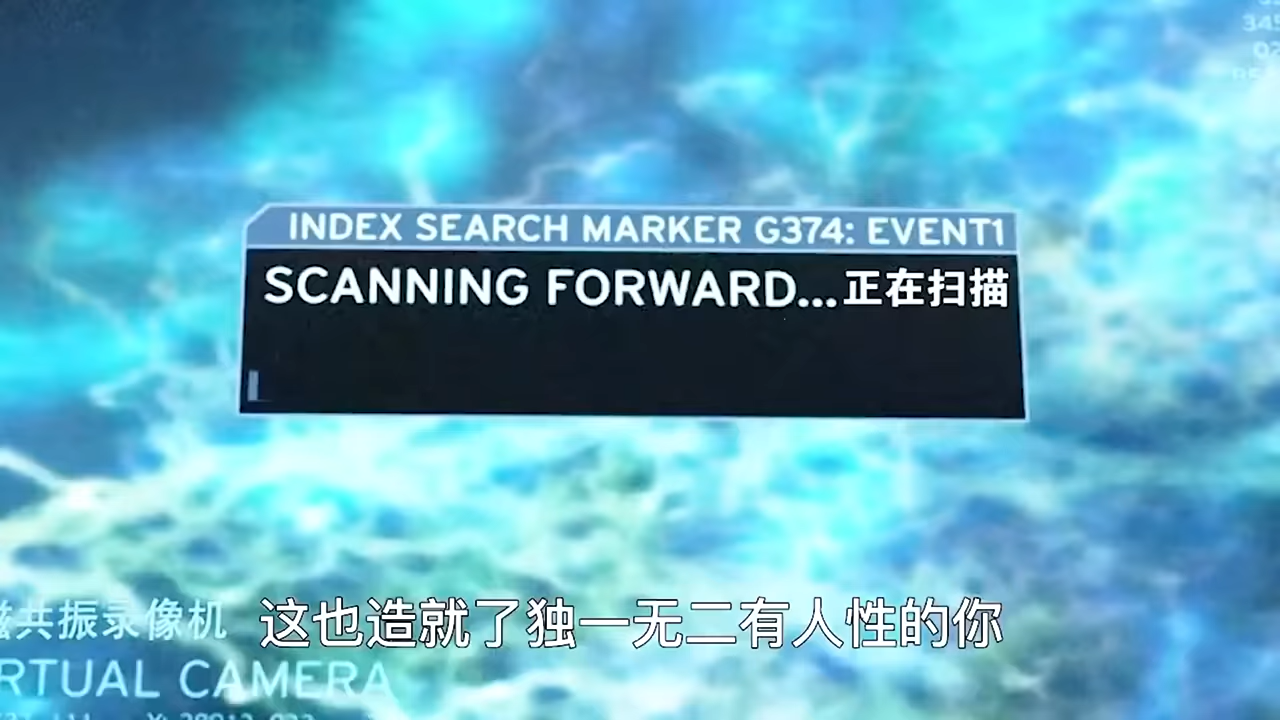 345
INDEX SEARCH MARKER G374: EVENT1
SCANNING FORWARD...正在扫描
共振录像机
这也造就了独一无二有人性的你
RTUAL CAMERA